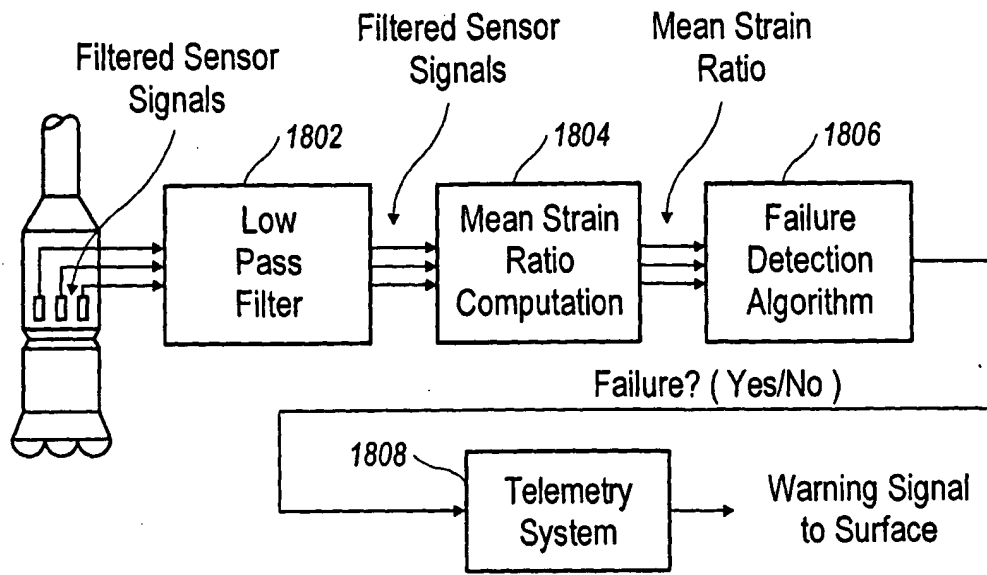 Filtered Sensor
Signals
Filtered Sensor
Signals
Mean Strain
Ratio
1802
1804
1806
Low
Pass
Filter
Mean Strain
Ratio
Computation
Failure
Detection
Algorithm
Failure? ( Yes/No )
1808
Telemetry
System
Warning Signal
to Surface